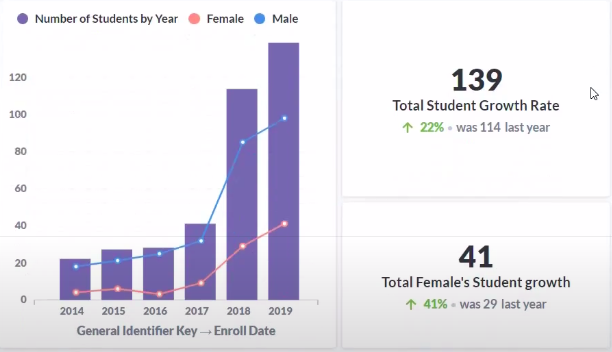 Number of Students by Year Female Male
120
100
80
60
40
20
0
2014 2015 2016 2017 2018 2019
General Identifier Key → Enroll Date
139
Total Student Growth Rate
↑ 22% • was 114 last year
41
Total Female's Student growth
↑ 41% • was 29 last year